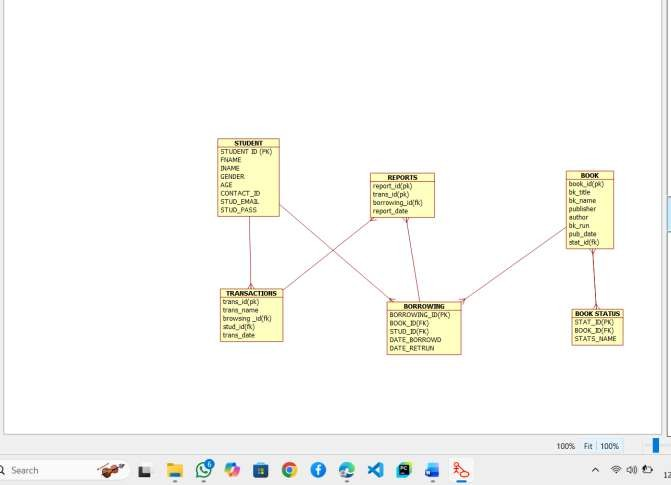 STUDENT
STUDENT ID (PK)
FNAME
INAME
GENDER
AGE
CONTACT_ID
STUD_EMAIL
STUD_PASS
REPORTS
report_id(pk)
trans_id(pk)
borrowing_id(fk)
report_date
BOOK
book_id(pk)
bk_title
bk_name
publisher
author
bk_run
pub_date
stat_id(fk)
TRANSACTIONS
trans_id(pk)
trans_name
browsing _id(fk)
stud_id(fk)
trans_date
BORROWING
BORROWING_ID(PK)
BOOK_ID(FK)
STUD_ID(FK)
DATE_BORROWD
DATE_RETRUN
BOOK STATUS
STAT_ID(PK)
BOOK_ID(FK)
STATS_NAME
100% Fit 100%
Search
12